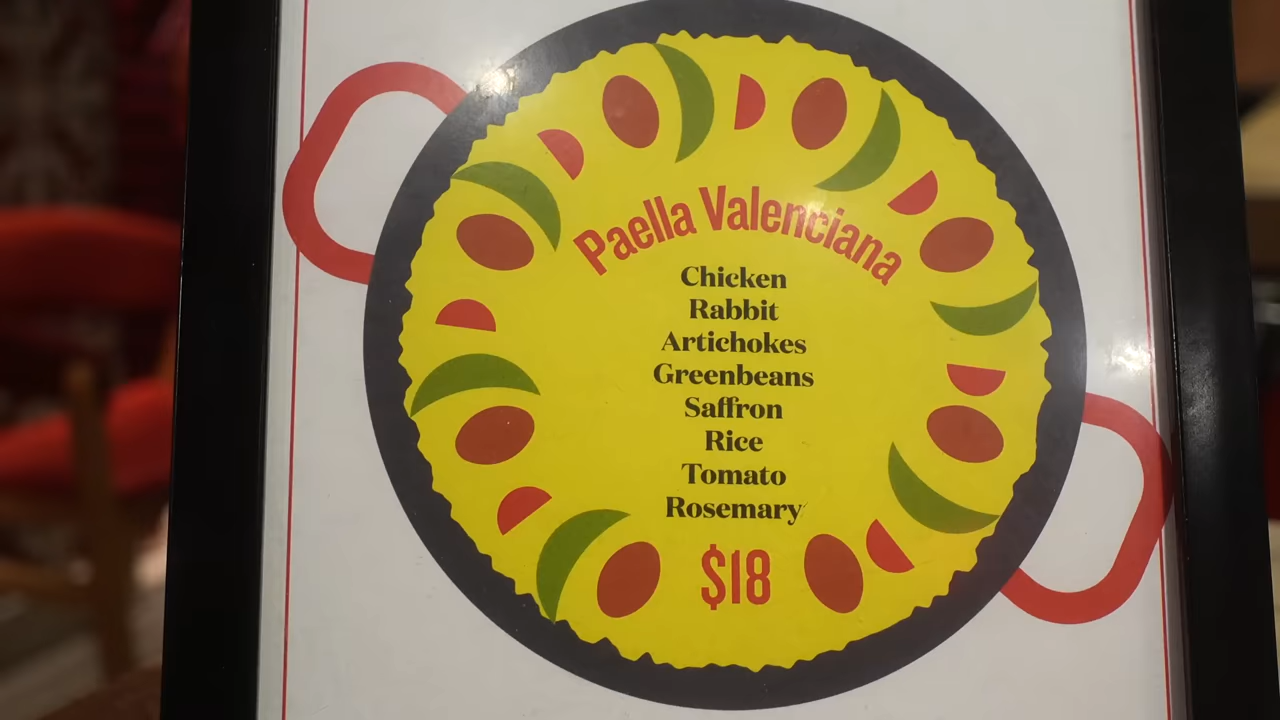 Paella Valenciana
Chicken
Rabbit
Artichokes
Greenbeans
Saffron
Rice
Tomato
Rosemary
$18